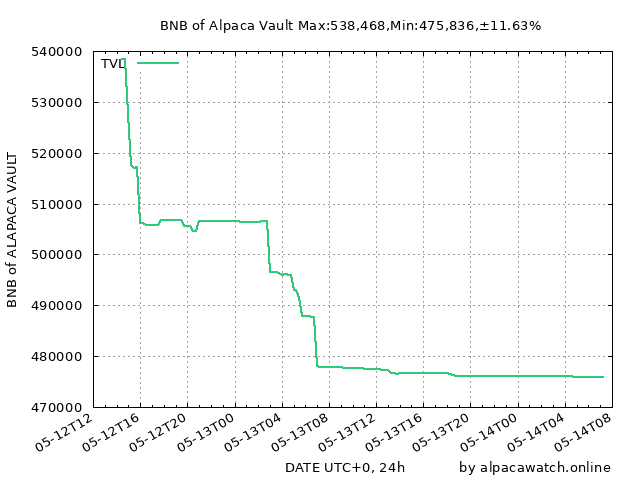 BNB of Alpaca Vault Max:538,468,Min:475,836,±11.63%
TVL
540000
530000
520000
510000
500000
490000
480000
470000
BNB of ALAPACA VAULT
05-12T12
05-12T16
05-12T20
05-13T00
05-13T04
05-13T08
05-13T12
05-13T16
05-13T20
05-14T00
05-14T04
05-14T08
DATE UTC+0, 24h
by alpacawatch.online